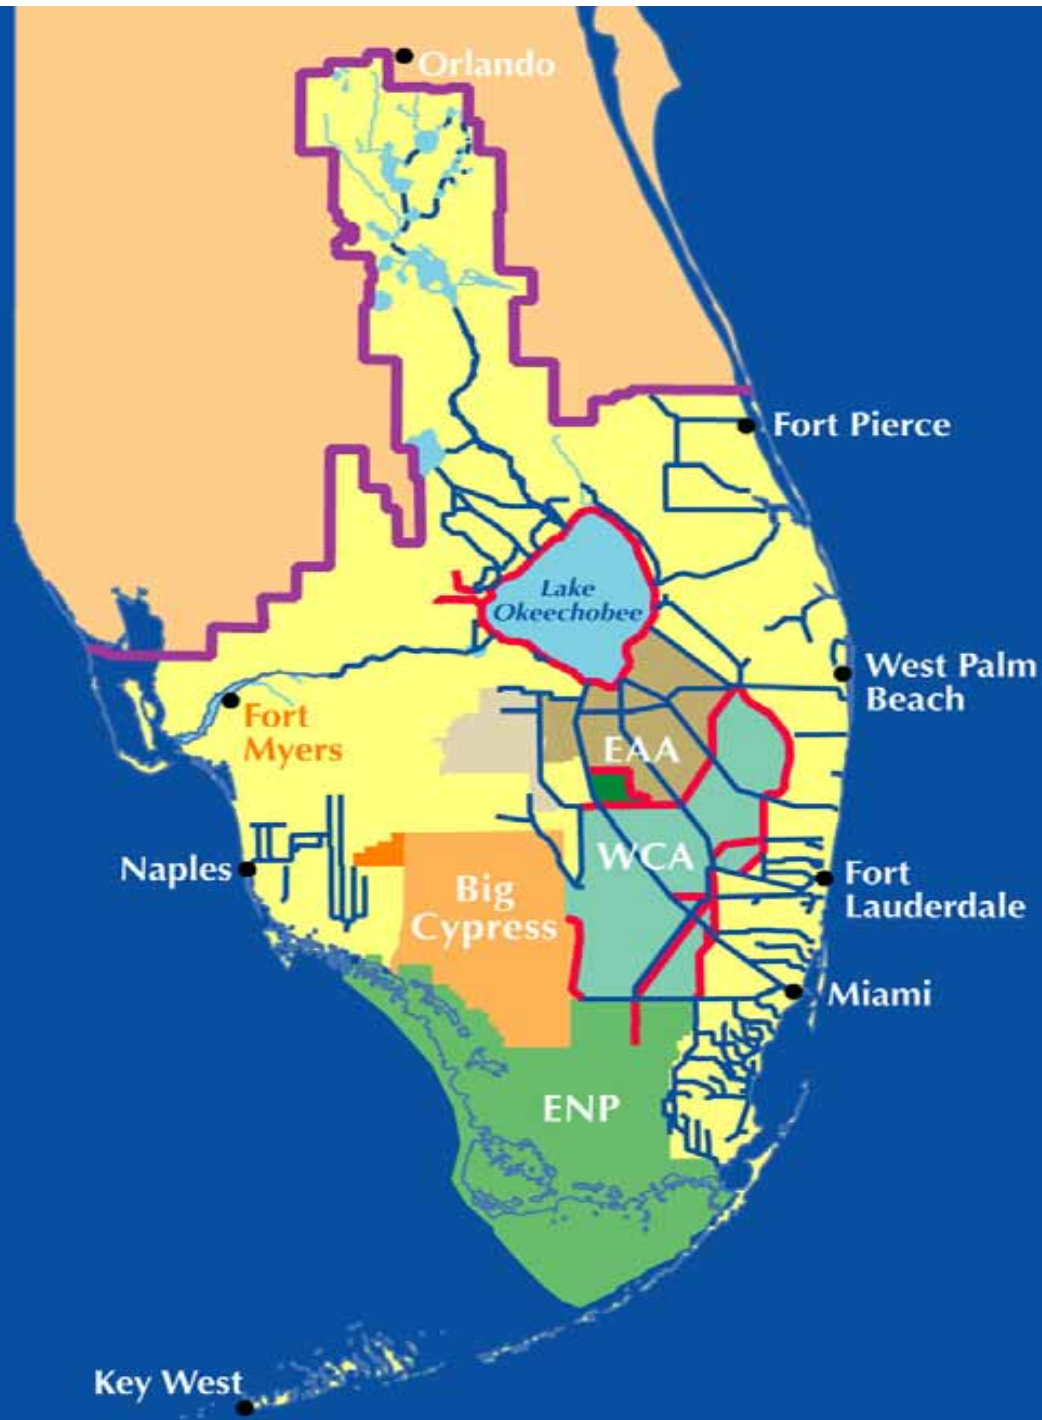 Orlando
Fort Pierce
Lake
Okeechobee
West Palm
Beach
Fort
Myers
EAA
WCA
Naples
Big
Cypress
Fort
Lauderdale
Miami
ENP
Key West